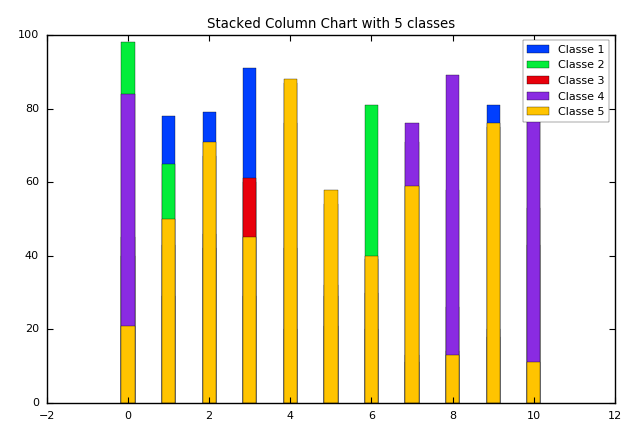 Stacked Column Chart with 5 classes
100
80
60
40
20
0
Classe 1
Classe 2
Classe 3
Classe 4
Classe 5
−2 0 2 4 6 8 10 12